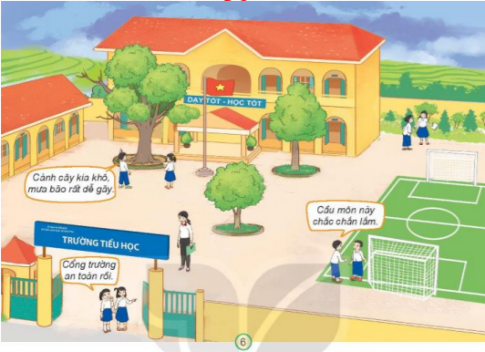 DẠY TỐT - HỌC TỐT
Cành cây kia khô,
mưa bão rất dễ gãy.
Cầu môn này
chắc chắn lắm.
TRƯỜNG TIỂU HỌC
Cổng trường
an toàn rồi.
6